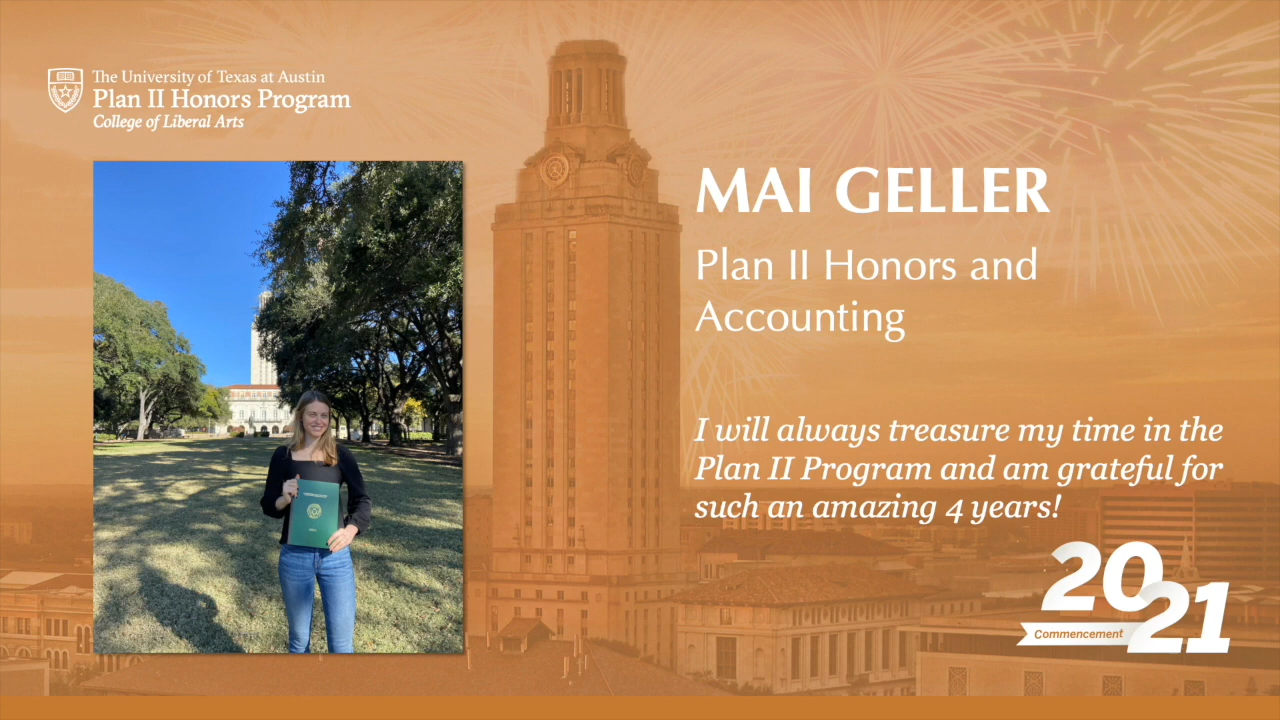 The University of Texas at Austin
Plan II Honors Program
College of Liberal Arts
MAI GELLER
Plan II Honors and
Accounting
I will always treasure my time in the
Plan II Program and am grateful for
such an amazing 4 years!
2021
Commencement